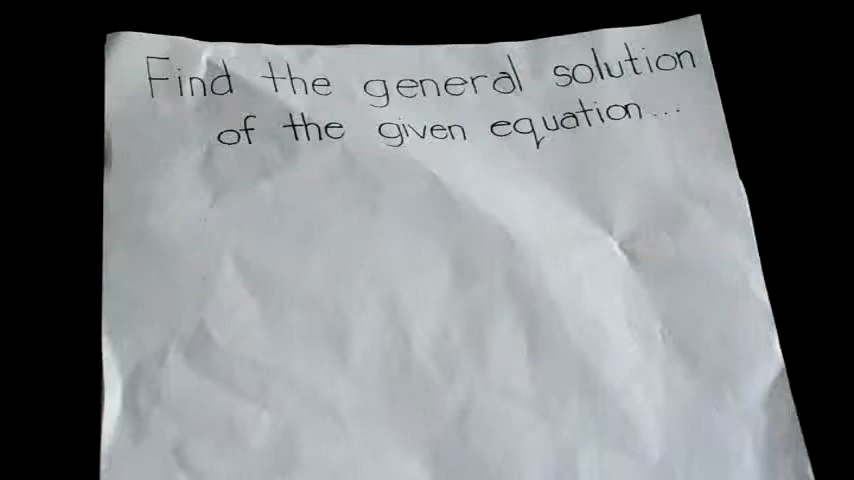 Find the general solution
of the given equation...